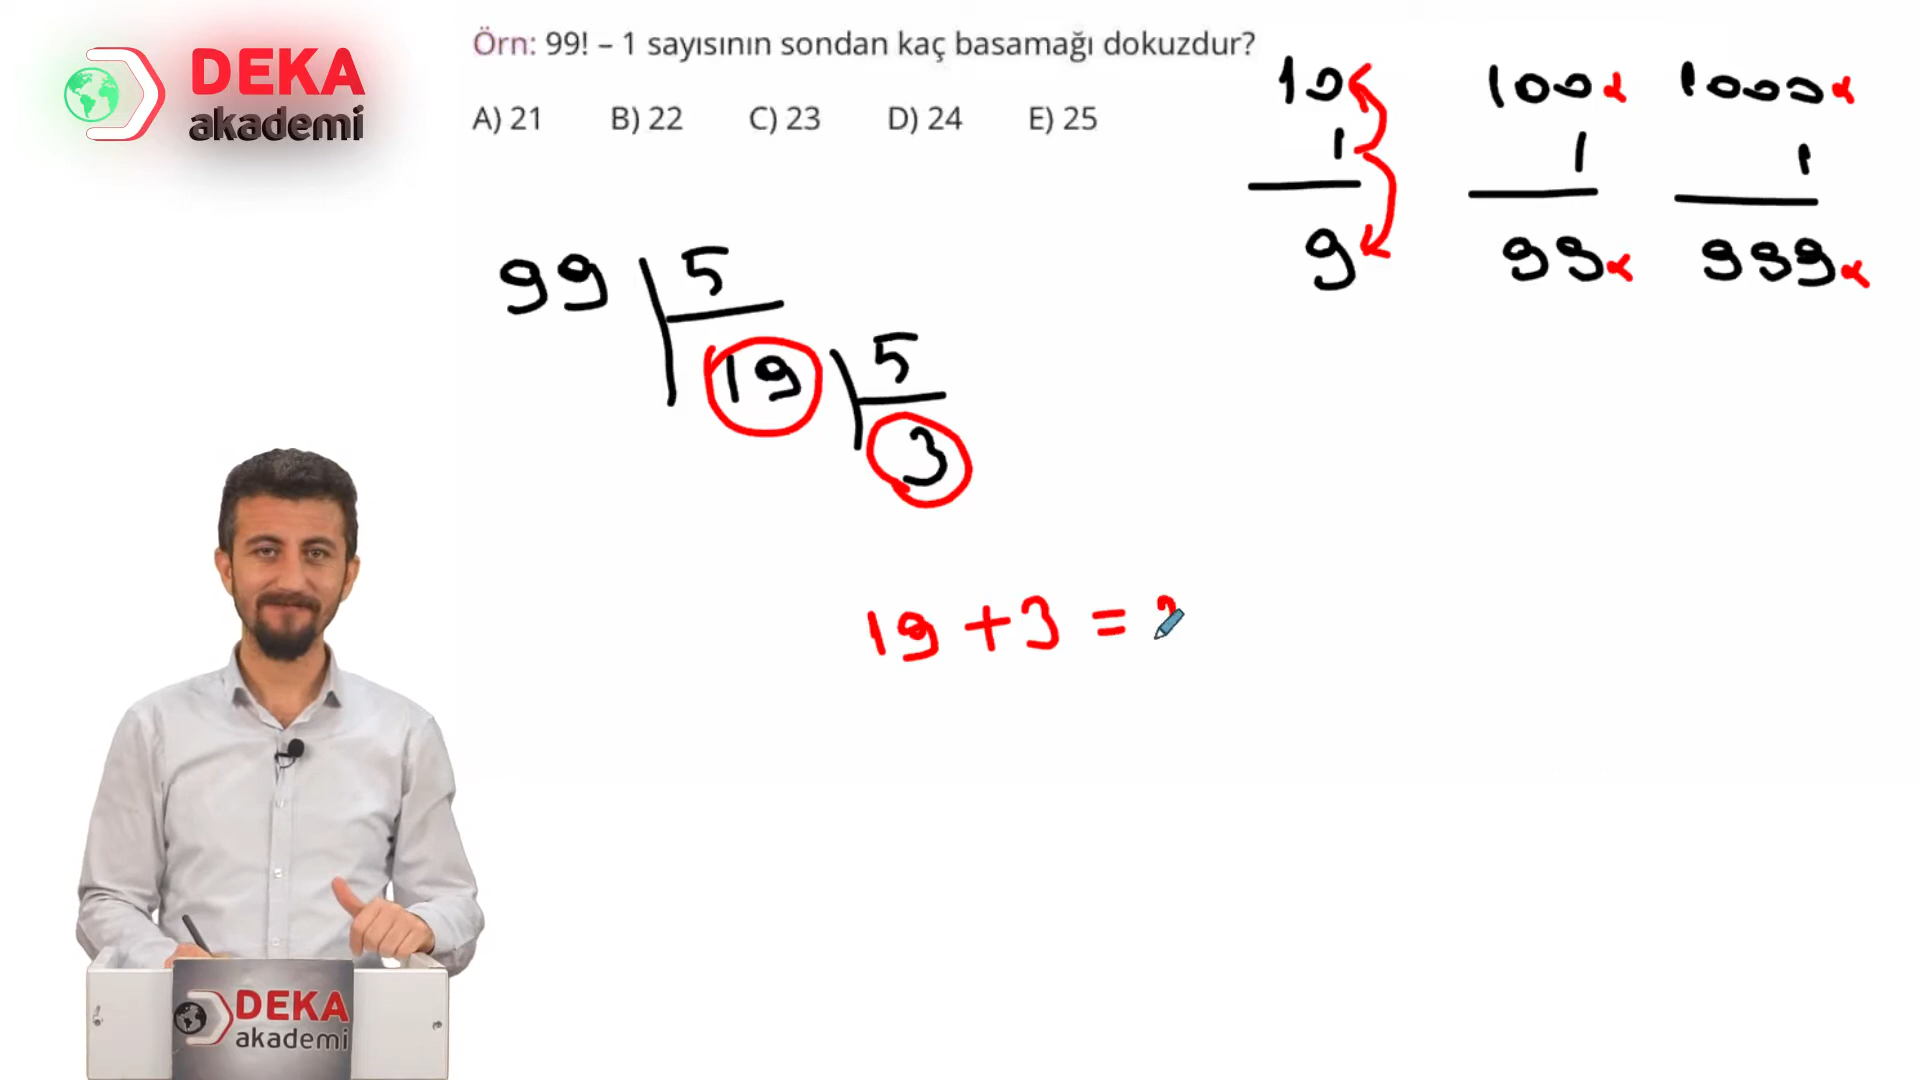 DEKA
akademi
Örn: 99! – 1 sayısının sondan kaç basamağı dokuzdur?
A) 21 B) 22 C) 23 D) 24 E) 25
10 100 1000
1 1 1
9 99 999
99 5
19 5
3
19 + 3 =
DEKA
akademi